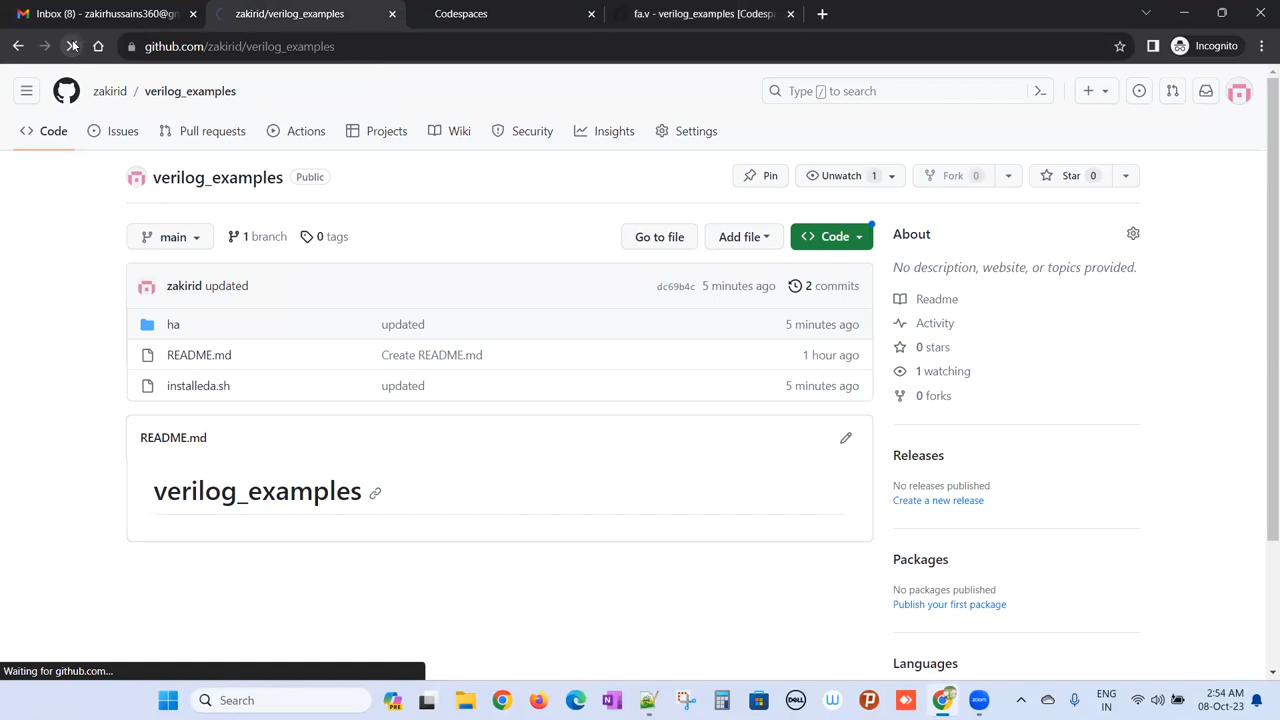 Inbox (8) - zakirhussains360@gm
zakirid/verilog_examples
Codespaces
fa.v - verilog_examples [Codesp
github.com/zakirid/verilog_examples
Incognito
zakirid / verilog_examples
Type / to search
Code
Issues
Pull requests
Actions
Projects
Wiki
Security
Insights
Settings
verilog_examples Public
Pin
Unwatch 1
Fork 0
Star 0
main
1 branch
0 tags
Go to file
Add file
Code
About
No description, website, or topics provided.
zakirid updated
dc69b4c 5 minutes ago
2 commits
Readme
ha
updated
5 minutes ago
Activity
README.md
Create README.md
1 hour ago
0 stars
1 watching
installeda.sh
updated
5 minutes ago
0 forks
README.md
Releases
No releases published
Create a new release
verilog_examples
Packages
No packages published
Publish your first package
Languages
Waiting for github.com...
Search
PRE
DELL
zoom
ENG
IN
2:54 AM
08-Oct-23